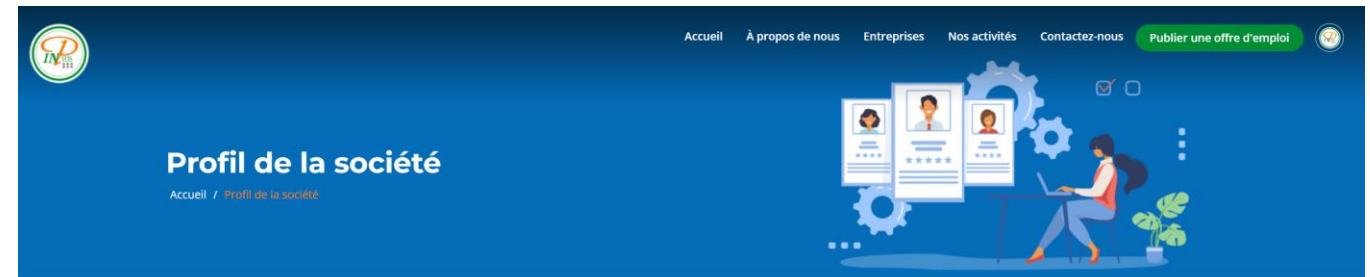 Accueil À propos de nous Entreprises Nos activités Contactez-nous Publier une offre d'emploi
INP
Profil de la société
Accueil / Profil de la société